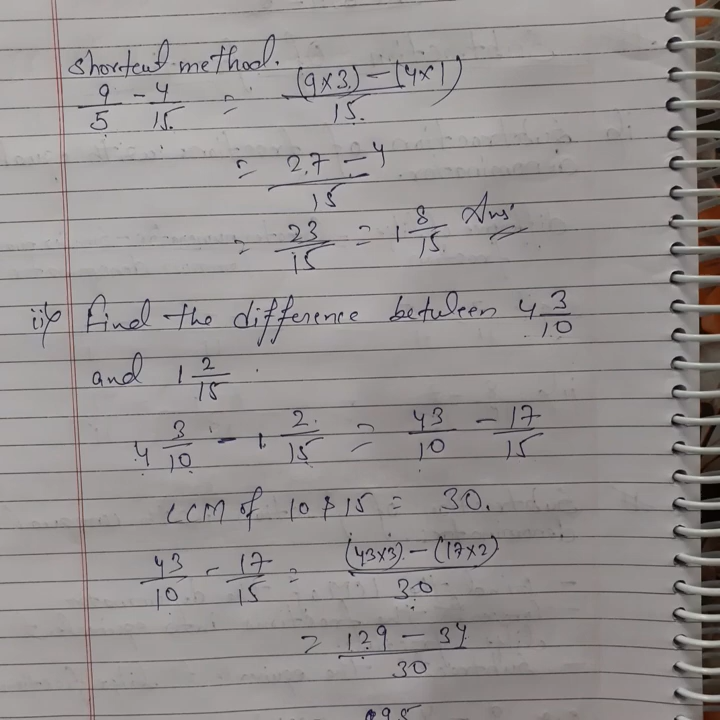 Shortcut method.
9/5 - 4/15 = (9×3) - (4×1)/15
= 27 - 4/15
= 23/15 = 1 8/15 Ans
ii) Find the difference between 4 3/10
and 1 2/15.
4 3/10 - 1 2/15 = 43/10 - 17/15
LCM of 10 & 15 = 30.
43/10 - 17/15 = (43×3) - (17×2)/30
= 129 - 34/30
95